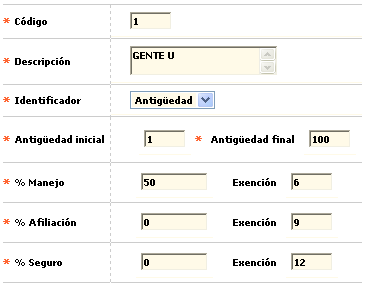 * Código 1
* Descripción GENTE U
* Identificador Antigüedad
* Antigüedad inicial 1 * Antigüedad final 100
* % Manejo 50 Exención 6
* % Afiliación 0 Exención 9
* % Seguro 0 Exención 12